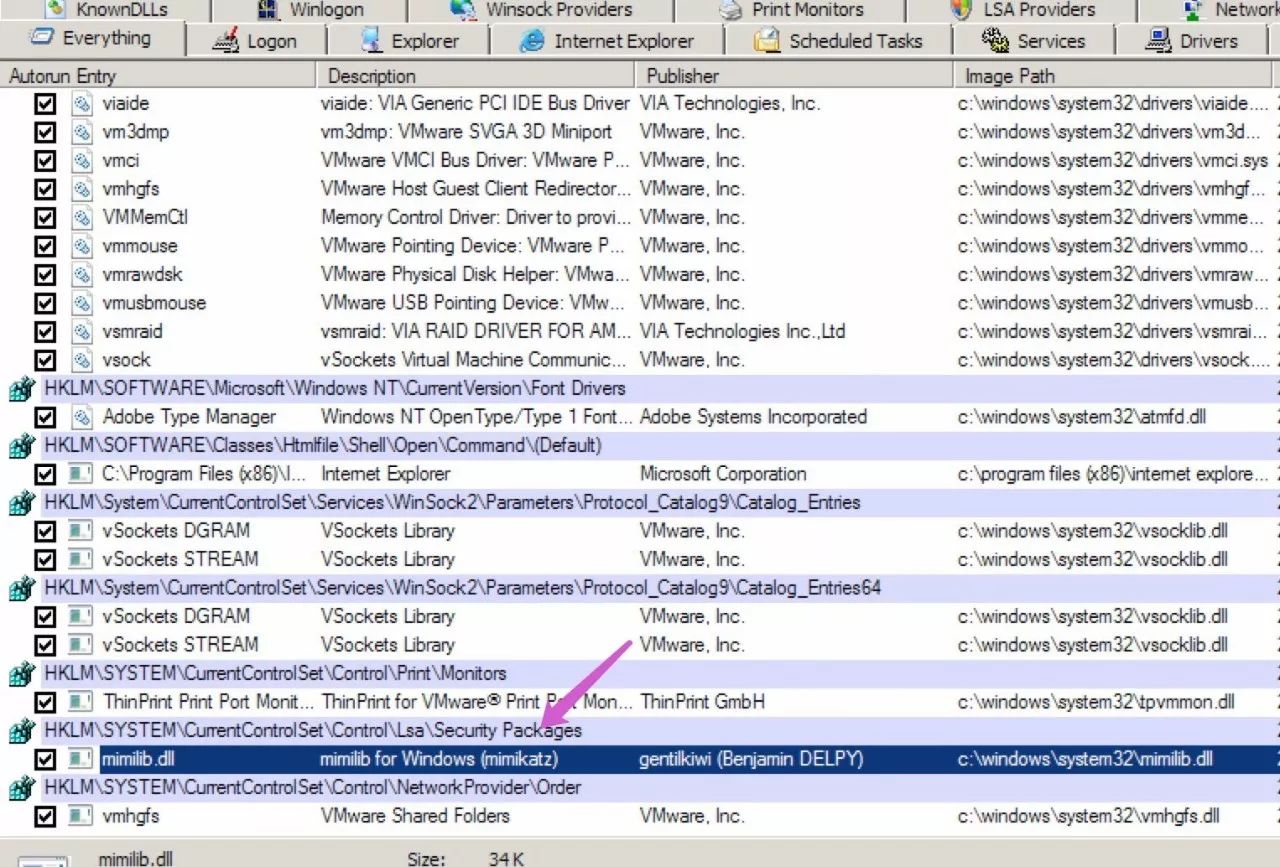 KnownDLLs Winlogon Winsock Providers Print Monitors LSA Providers Network
Everything Logon Explorer Internet Explorer Scheduled Tasks Services Drivers
Autorun Entry Description Publisher Image Path
viaide viaide: VIA Generic PCI IDE Bus Driver VIA Technologies, Inc. c:\windows\system32\drivers\viaide....
vm3dmp vm3dmp: VMware SVGA 3D Miniport VMware, Inc. c:\windows\system32\drivers\vm3d...
vmci VMware VMCI Bus Driver: VMware P... VMware, Inc. c:\windows\system32\drivers\vmci.sys
vmhgfs VMware Host Guest Client Redirector... VMware, Inc. c:\windows\system32\drivers\vmhgf...
VMMemCtl Memory Control Driver: Driver to provi... VMware, Inc. c:\windows\system32\drivers\vmme...
vmmouse VMware Pointing Device: VMware P... VMware, Inc. c:\windows\system32\drivers\vmmo...
vmrawdsk VMware Physical Disk Helper: VMwa... VMware, Inc. c:\windows\system32\drivers\vmraw...
vmusbmouse VMware USB Pointing Device: VMw... VMware, Inc. c:\windows\system32\drivers\vmusb...
vsmraid vsmraid: VIA RAID DRIVER FOR AM... VIA Technologies Inc.,Ltd c:\windows\system32\drivers\vsmrai...
vsock vSockets Virtual Machine Communic... VMware, Inc. c:\windows\system32\drivers\vsock....
HKLM\SOFTWARE\Microsoft\Windows NT\CurrentVersion\Font Drivers
Adobe Type Manager Windows NT OpenType/Type 1 Font... Adobe Systems Incorporated c:\windows\system32\atmfd.dll
HKLM\SOFTWARE\Classes\Htmlfile\Shell\Open\Command\(Default)
C:\Program Files (x86)\I... Internet Explorer Microsoft Corporation c:\program files (x86)\internet explore...
HKLM\System\CurrentControlSet\Services\WinSock2\Parameters\Protocol_Catalog9\Catalog_Entries
vSockets DGRAM VSockets Library VMware, Inc. c:\windows\system32\vsocklib.dll
vSockets STREAM VSockets Library VMware, Inc. c:\windows\system32\vsocklib.dll
HKLM\System\CurrentControlSet\Services\WinSock2\Parameters\Protocol_Catalog9\Catalog_Entries64
vSockets DGRAM VSockets Library VMware, Inc. c:\windows\system32\vsocklib.dll
vSockets STREAM VSockets Library VMware, Inc. c:\windows\system32\vsocklib.dll
HKLM\SYSTEM\CurrentControlSet\Control\Print\Monitors
ThinPrint Print Port Monit... ThinPrint for VMware® Print Port Mon... ThinPrint GmbH c:\windows\system32\tpvmmon.dll
HKLM\SYSTEM\CurrentControlSet\Control\Lsa\Security Packages
mimilib.dll mimilib for Windows (mimikatz) gentilkiwi (Benjamin DELPY) c:\windows\system32\mimilib.dll
HKLM\SYSTEM\CurrentControlSet\Control\NetworkProvider\Order
vmhgfs VMware Shared Folders VMware, Inc. c:\windows\system32\vmhgfs.dll
mimilib.dll Size: 34 K